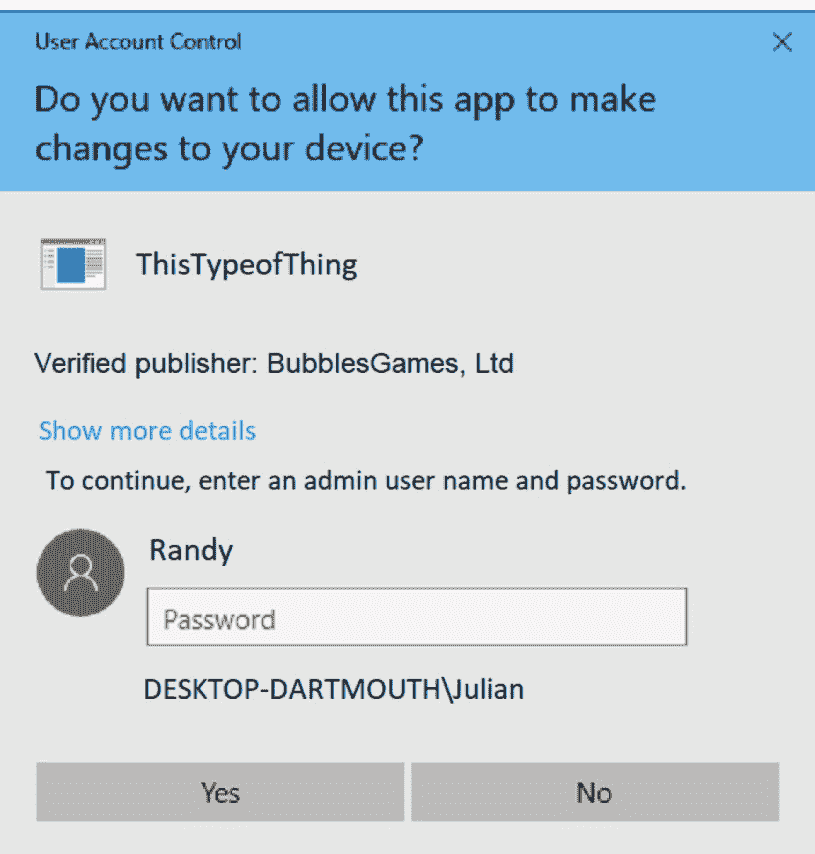 User Account Control
Do you want to allow this app to make
changes to your device?
ThisTypeofThing
Verified publisher: BubblesGames, Ltd
Show more details
To continue, enter an admin user name and password.
Randy
Password
DESKTOP-DARTMOUTH\Julian
Yes
No